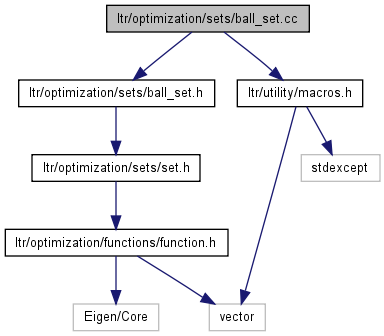 ltr/optimization/sets/ball_set.cc
ltr/optimization/sets/ball_set.h
ltr/utility/macros.h
ltr/optimization/sets/set.h
stdexcept
ltr/optimization/functions/function.h
Eigen/Core
vector